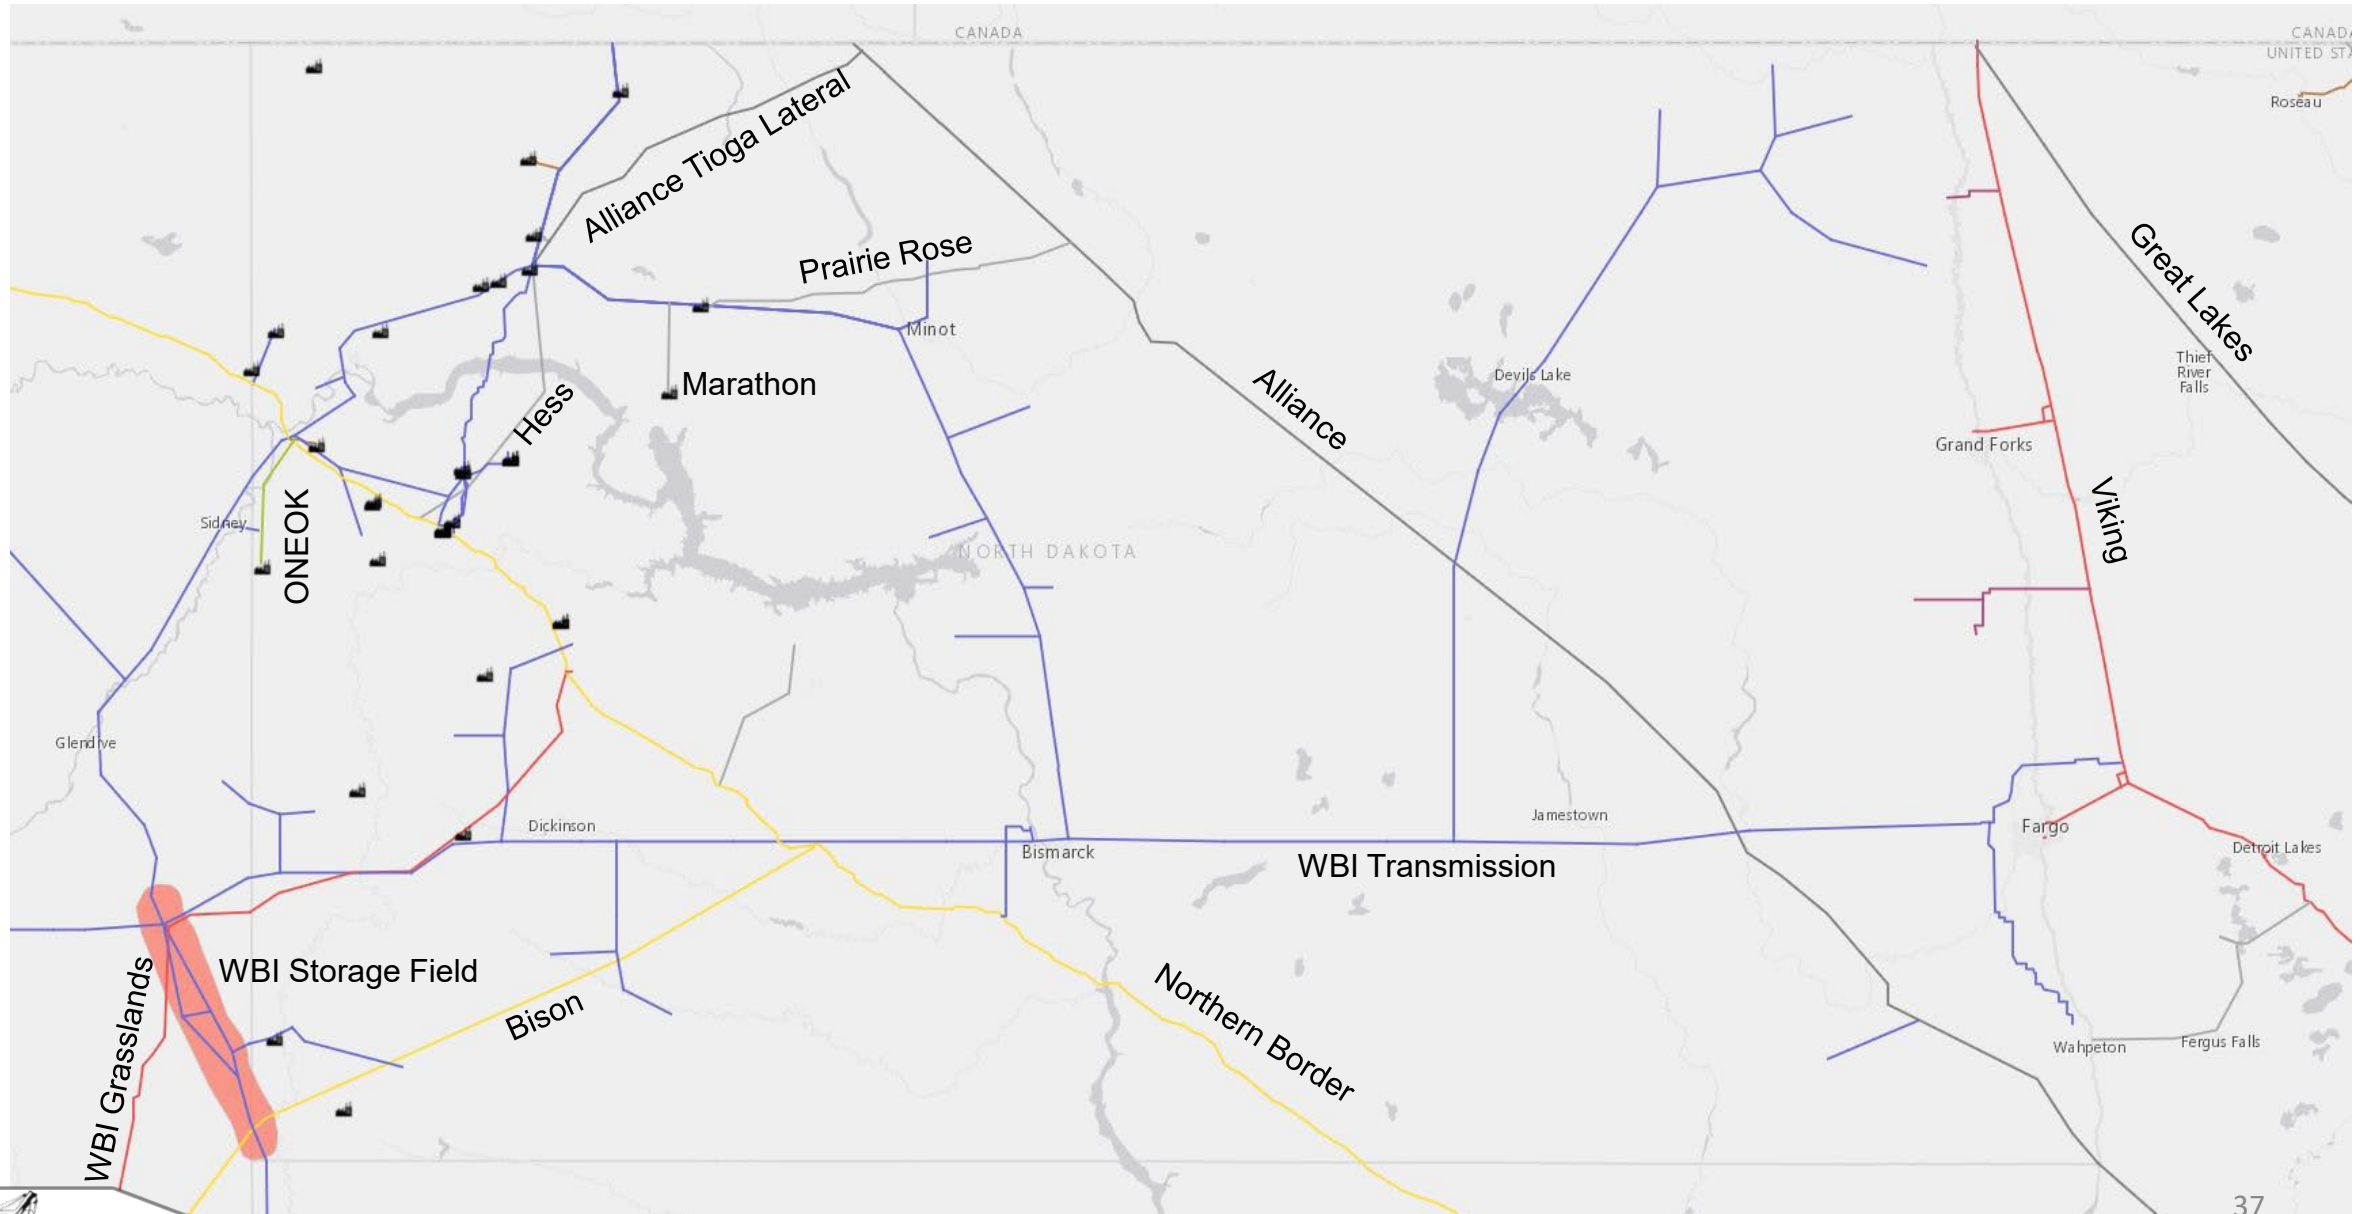 CANADA
CANADA
UNITED STA
Roseau
Alliance Tioga Lateral
Prairie Rose
Great Lakes
Minot
Thief
River
Falls
Marathon
Alliance
Devils Lake
Hess
Grand Forks
Viking
Sidney
ONEOK
NORTH DAKOTA
Glendive
Dickinson
Jamestown
Fargo
Bismarck
Detroit Lakes
WBI Transmission
WBI Storage Field
WBI Grasslands
Bison
Northern Border
Wahpeton
Fergus Falls
37